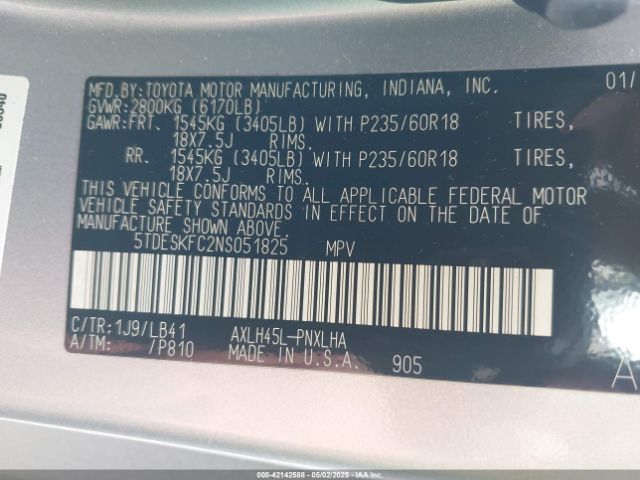 MFD.BY:TOYOTA MOTOR MANUFACTURING, INDIANA, INC. 01/
GVWR:2800KG (6170LB)
GAWR:FRT. 1545KG (3405LB) WITH P235/60R18 TIRES,
18X7.5J RIMS.
RR. 1545KG (3405LB) WITH P235/60R18 TIRES,
18X7.5J RIMS.
THIS VEHICLE CONFORMS TO ALL APPLICABLE FEDERAL MOTOR
VEHICLE SAFETY STANDARDS IN EFFECT ON THE DATE OF
MANUFACTURE SHOWN ABOVE.
5TDESKFC2NS051825 MPV
C/TR:1J9/LB41 AXLH45L-PNXLHA
A/TM: /P810 MADE IN U.S.A. 905
A
000-42142588 - 05/02/2025 - IAA